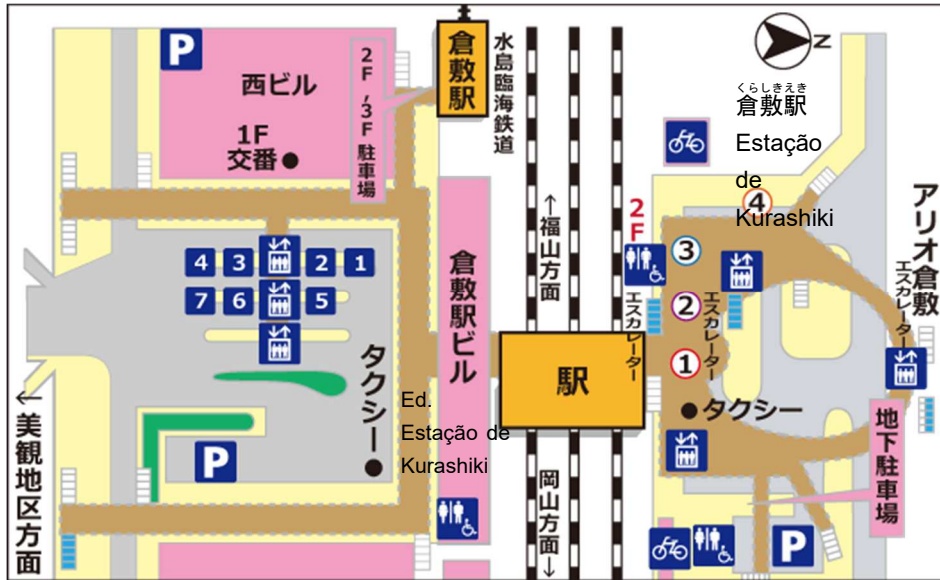 P
西ビル
1F
交番
2F,3F 駐車場
倉敷駅
水島臨海鉄道
N
くらしきえき
倉敷駅
Estação
de
Kurashiki
4
3
2
1
7
6
5
倉敷駅ビル
Ed.
Estação de
Kurashiki
タクシー
P
←美観地区方面
↑福山方面
駅
岡山方面↓
2F
④
③
②
①
エスカレーター
エスカレーター
タクシー
アリオ倉敷
エスカレーター
地下駐車場
P